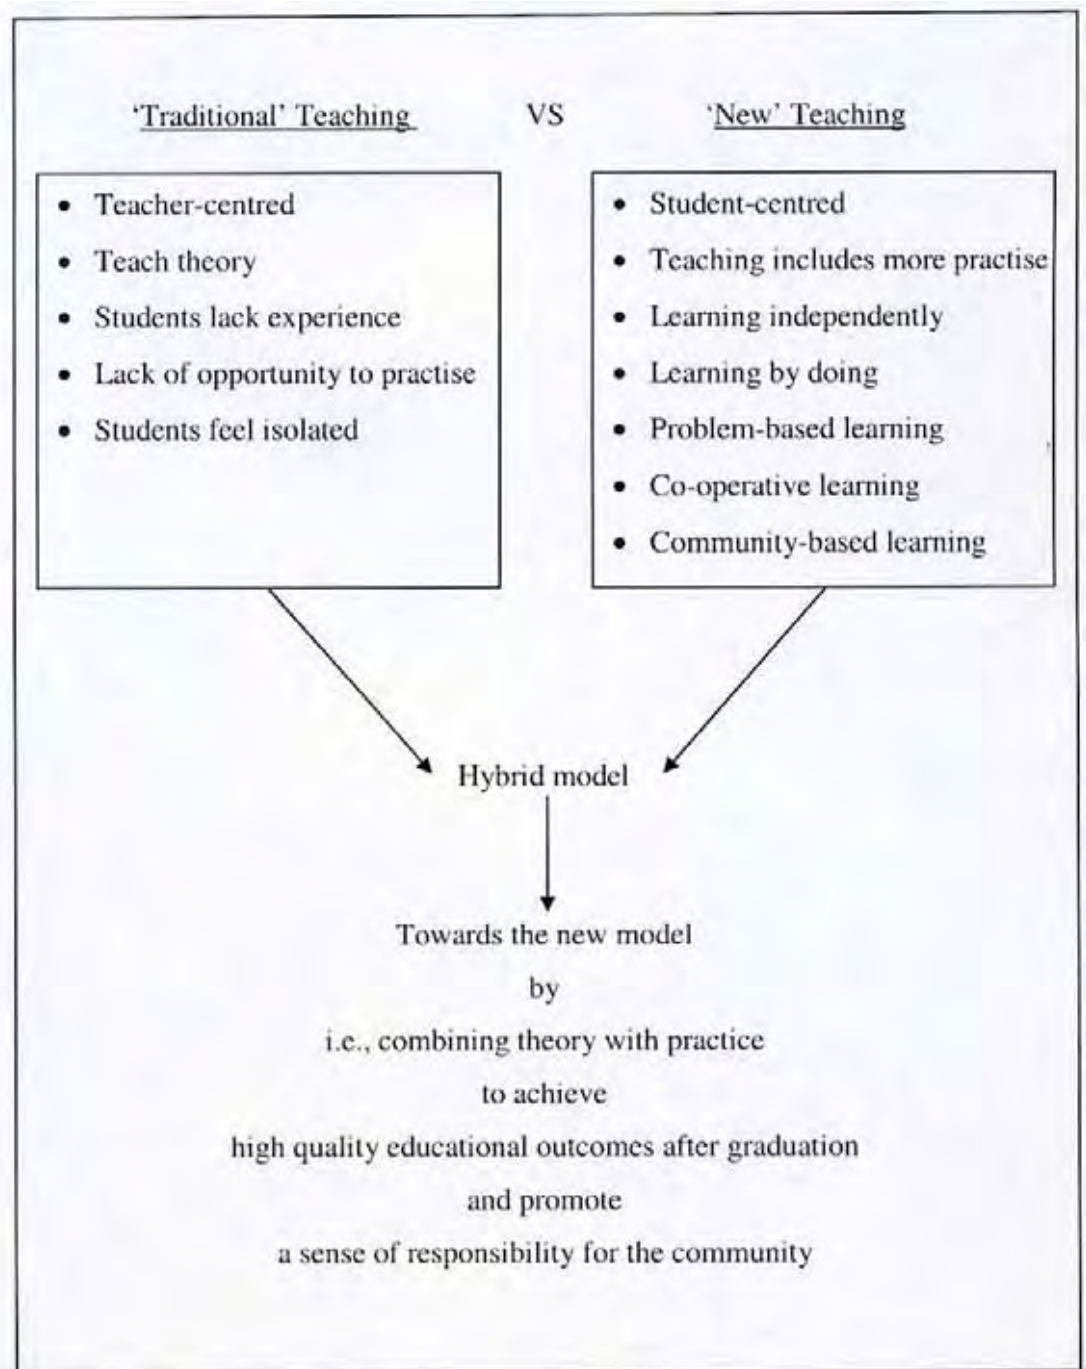 'Traditional' Teaching VS 'New' Teaching
• Teacher-centred
• Teach theory
• Students lack experience
• Lack of opportunity to practise
• Students feel isolated
• Student-centred
• Teaching includes more practise
• Learning independently
• Learning by doing
• Problem-based learning
• Co-operative learning
• Community-based learning
Hybrid model
Towards the new model
by
i.e., combining theory with practice
to achieve
high quality educational outcomes after graduation
and promote
a sense of responsibility for the community